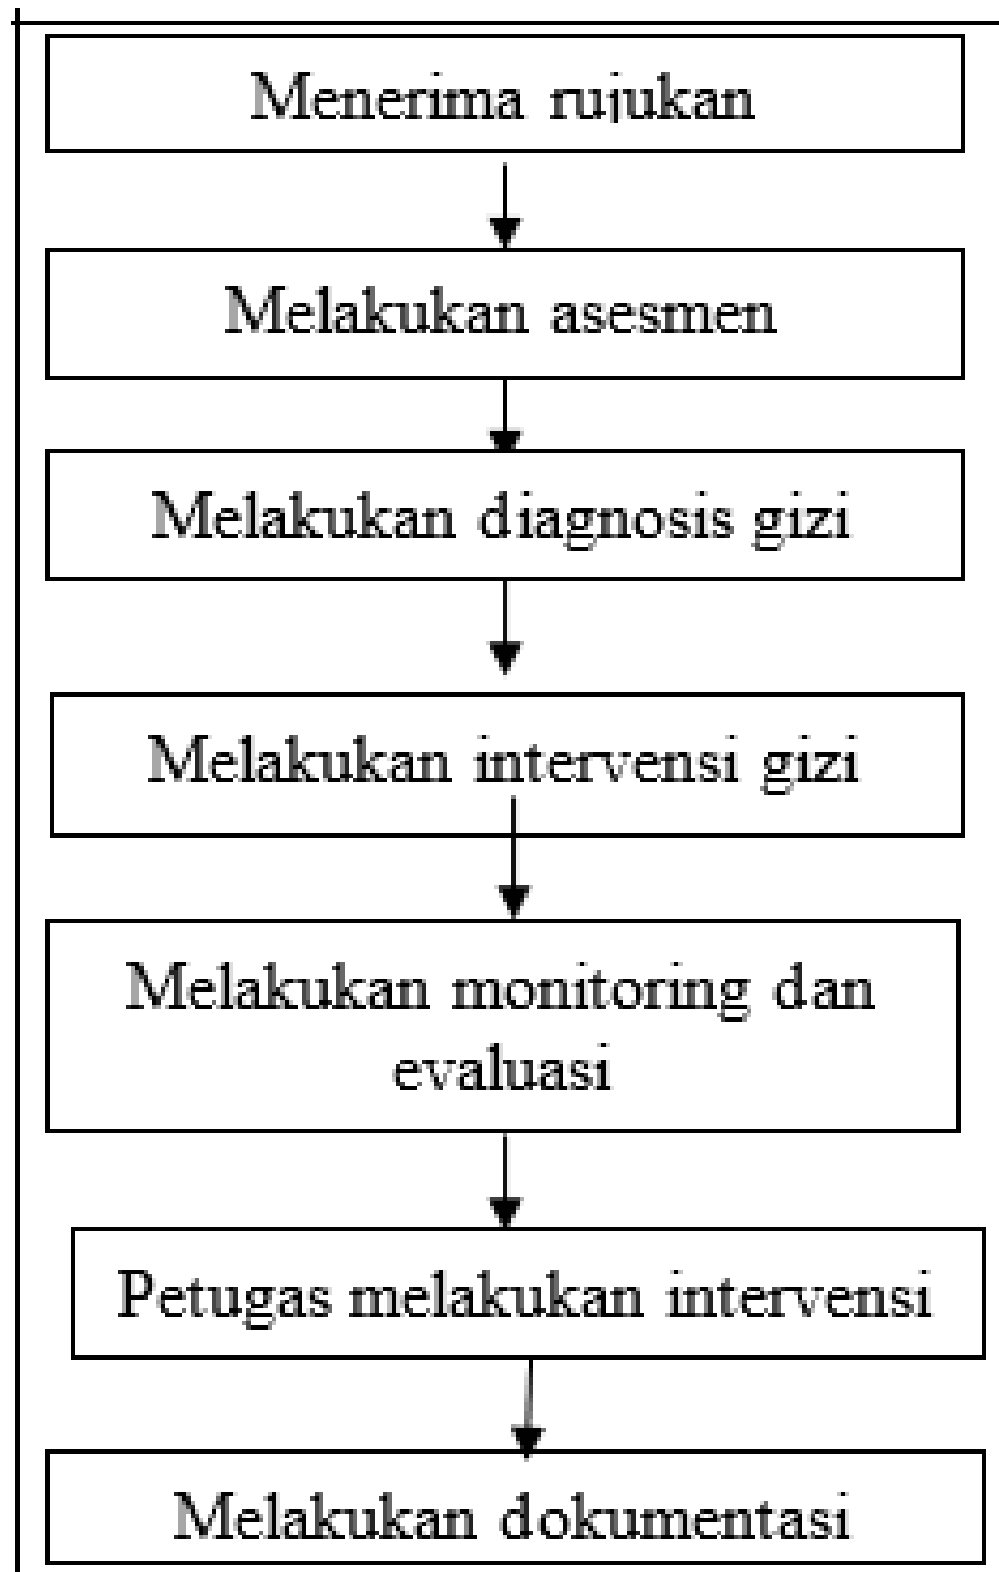 Menerima rujukan
Melakukan asesmen
Melakukan diagnosis gizi
Melakukan intervensi gizi
Melakukan monitoring dan
evaluasi
Petugas melakukan intervensi
Melakukan dokumentasi